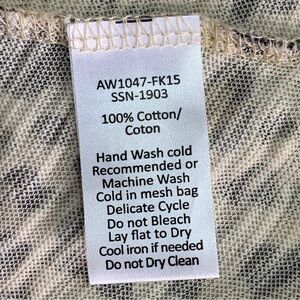 AW1047-FK15
SSN-1903
100% Cotton/
Coton
Hand Wash cold
Recommended or
Machine Wash
Cold in mesh bag
Delicate Cycle
Do not Bleach
Lay flat to Dry
Cool iron if needed
Do not Dry Clean